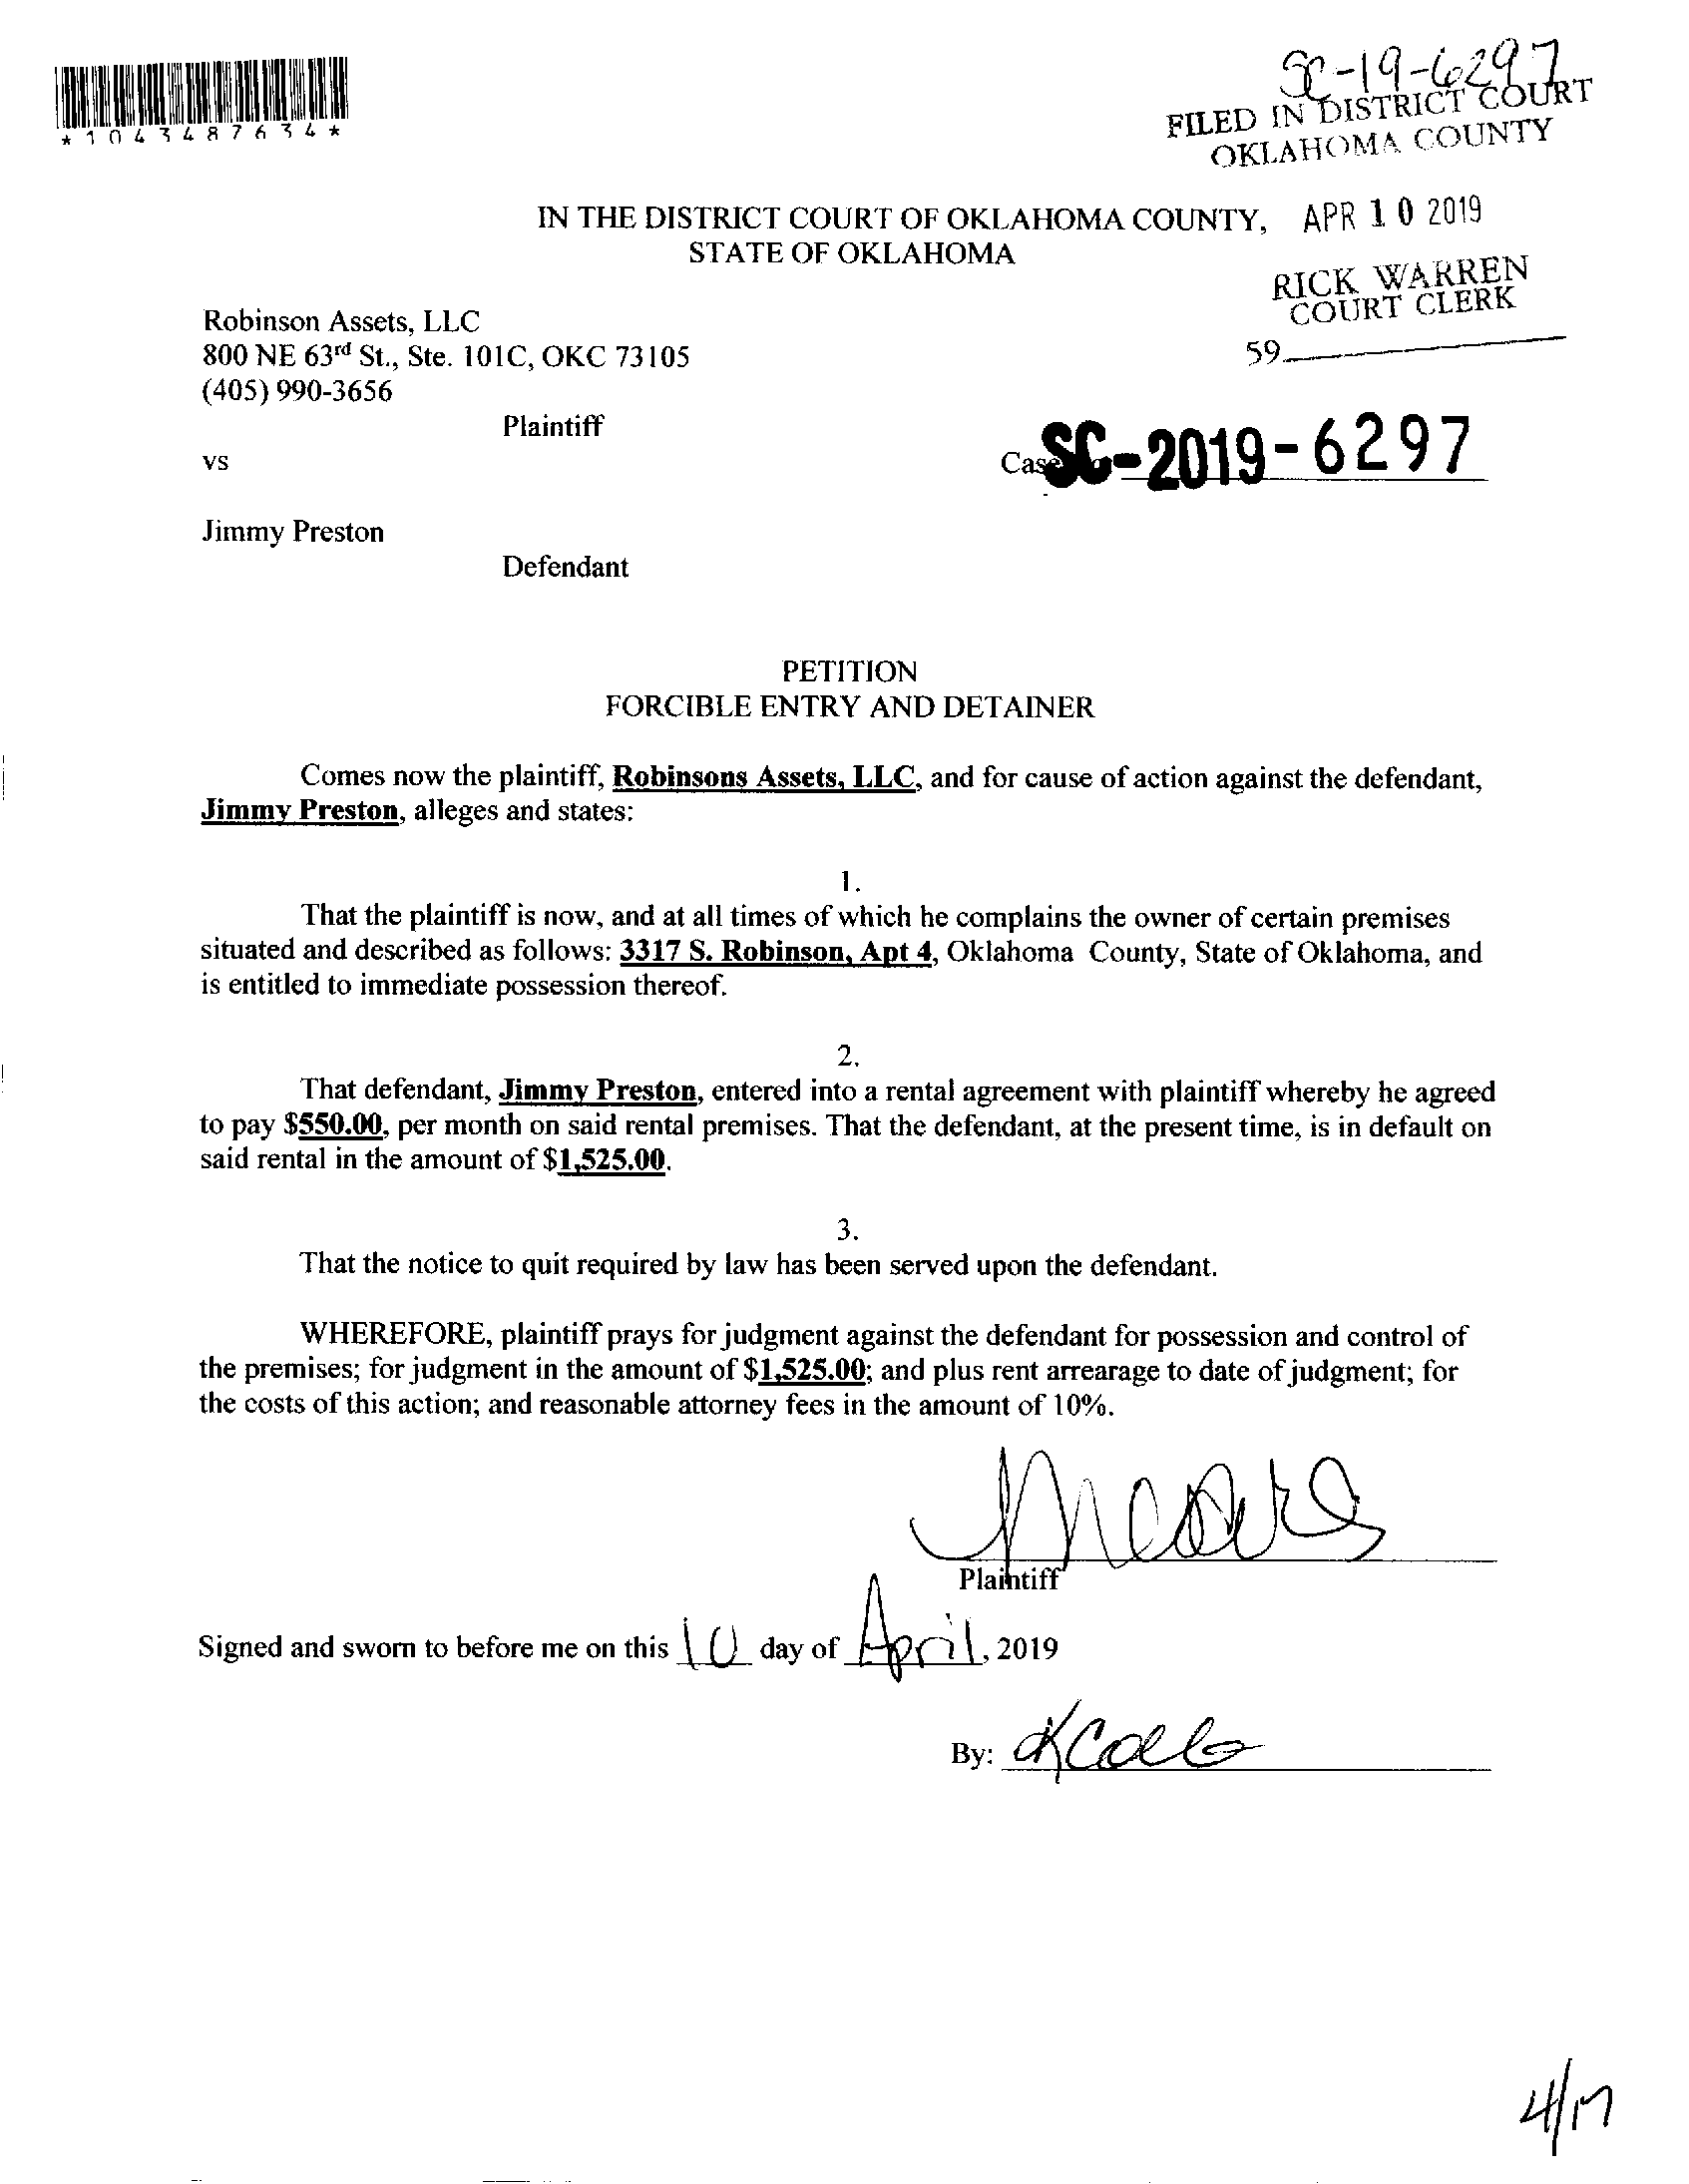 SC-19-6297
*1043487634*
FILED IN DISTRICT COURT
OKLAHOMA COUNTY
IN THE DISTRICT COURT OF OKLAHOMA COUNTY, APR 10 2019
STATE OF OKLAHOMA
RICK WARREN
COURT CLERK
Robinson Assets, LLC
800 NE 63rd St., Ste. 101C, OKC 73105
59
(405) 990-3656
Plaintiff
vs
Case SC-2019-6297
Jimmy Preston
Defendant
PETITION
FORCIBLE ENTRY AND DETAINER
Comes now the plaintiff, Robinsons Assets, LLC, and for cause of action against the defendant,
Jimmy Preston, alleges and states:
1.
That the plaintiff is now, and at all times of which he complains the owner of certain premises
situated and described as follows: 3317 S. Robinson, Apt 4, Oklahoma County, State of Oklahoma, and
is entitled to immediate possession thereof.
2.
That defendant, Jimmy Preston, entered into a rental agreement with plaintiff whereby he agreed
to pay $550.00, per month on said rental premises. That the defendant, at the present time, is in default on
said rental in the amount of $1,525.00.
3.
That the notice to quit required by law has been served upon the defendant.
WHEREFORE, plaintiff prays for judgment against the defendant for possession and control of
the premises; for judgment in the amount of $1,525.00; and plus rent arrearage to date of judgment; for
the costs of this action; and reasonable attorney fees in the amount of 10%.
Plaintiff
Signed and sworn to before me on this 10 day of April, 2019
By:
4/17